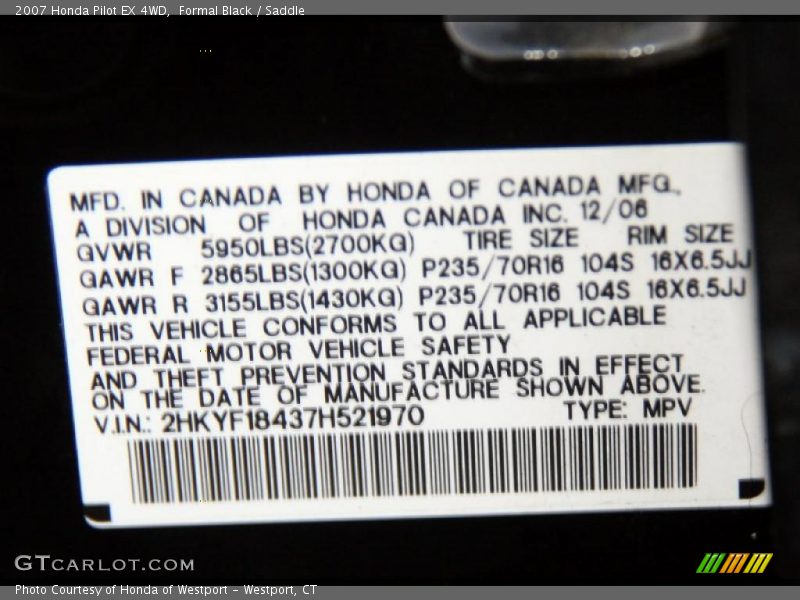 2007 Honda Pilot EX 4WD,  Formal Black / Saddle
MFD. IN CANADA BY HONDA OF CANADA MFG.,
A DIVISION OF HONDA CANADA INC. 12/06
GVWR 5950LBS(2700KG) TIRE SIZE RIM SIZE
GAWR F 2865LBS(1300KG) P235/70R16 104S 16X6.5JJ
GAWR R 3155LBS(1430KG) P235/70R16 104S 16X6.5JJ
THIS VEHICLE CONFORMS TO ALL APPLICABLE
FEDERAL MOTOR VEHICLE SAFETY
AND THEFT PREVENTION STANDARDS IN EFFECT
ON THE DATE OF MANUFACTURE SHOWN ABOVE.
V.I.N.: 2HKYF18437H521970 TYPE: MPV
GTCARLOT.COM
Photo Courtesy of Honda of Westport - Westport, CT